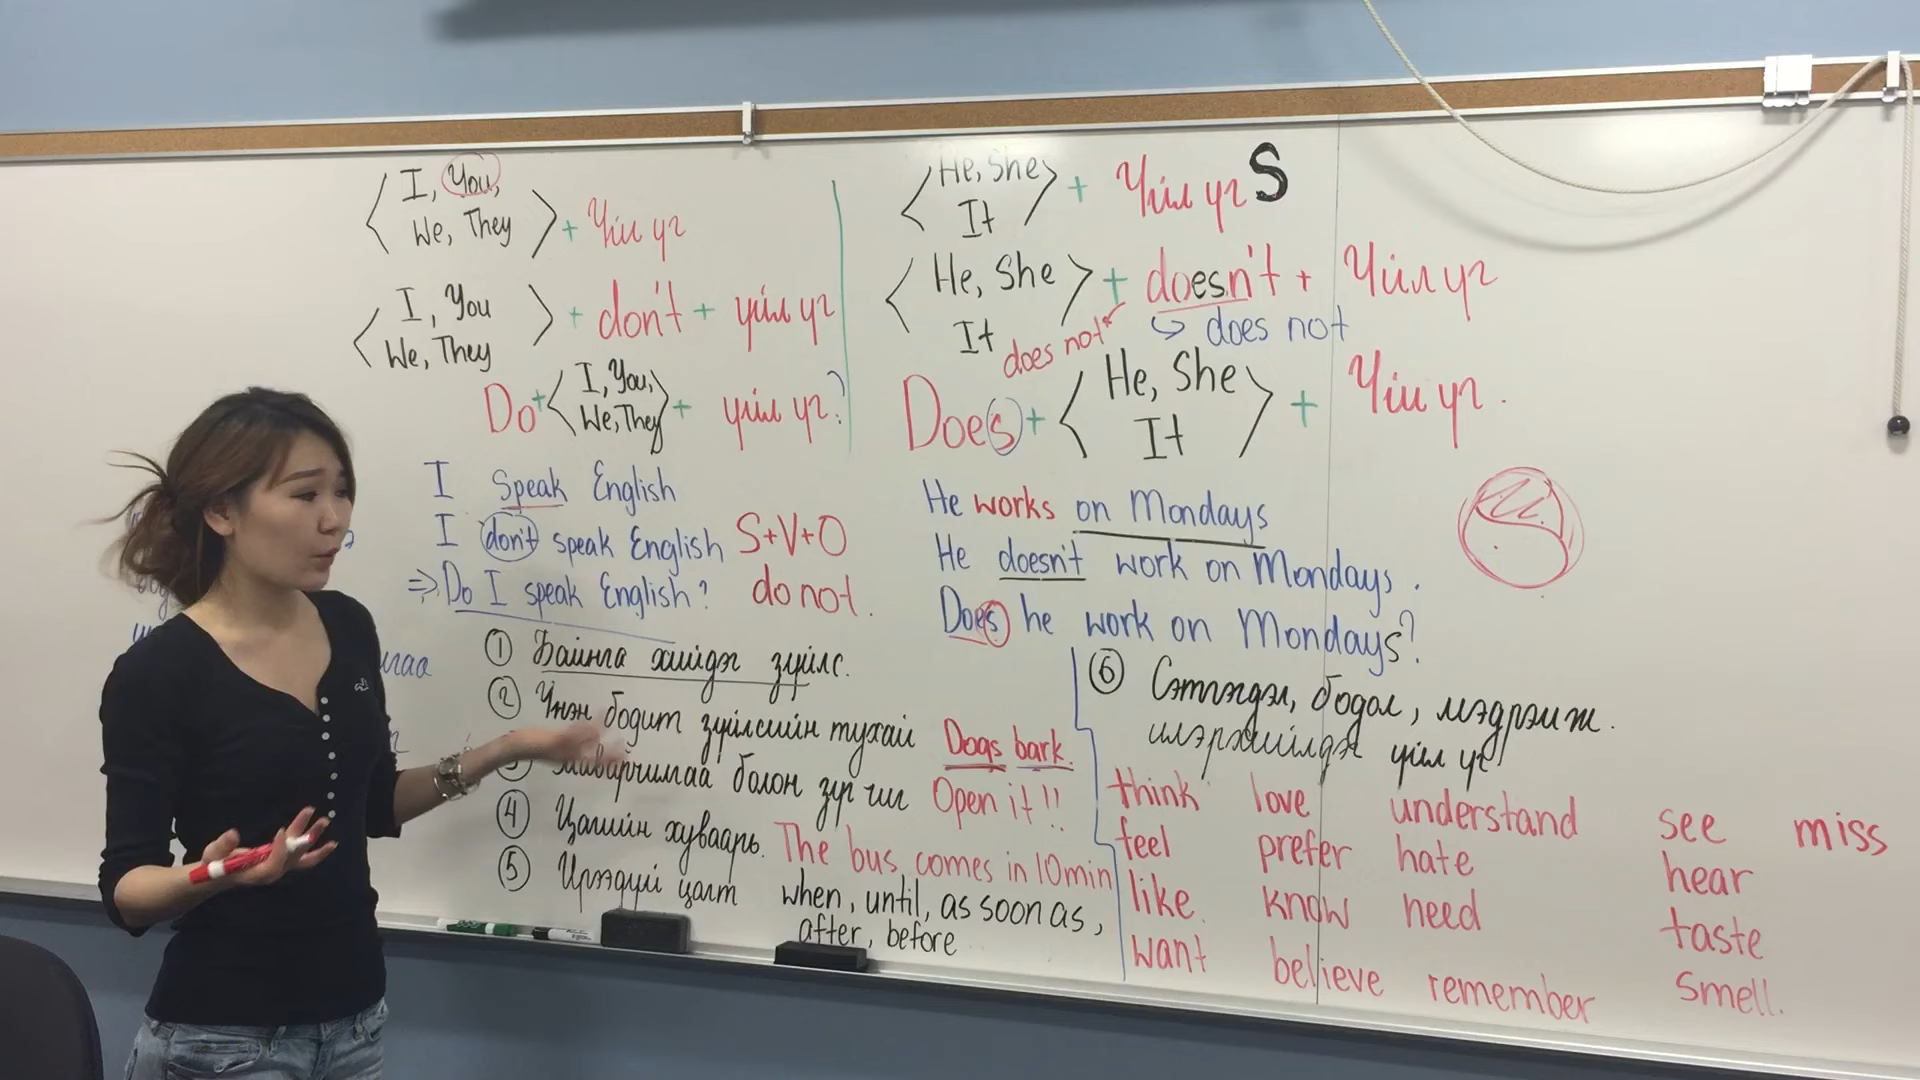 I, You,
We, They + Үйл үг
I, You
We, They + don't + үйл үг
Do + I, You, We, They + үйл үг?
I speak English
I don't speak English S+V+O
⇒ Do I speak English? do not.
He, She
It + Үйл үг S
He, She
It + doesn't + Үйл үг
does not
does not
Does + He, She
It + Үйл үг.
He works on Mondays
He doesn't work on Mondays.
Does he work on Mondays?
① Байнга хийдэг зүйлс.
② Үнэн бодит зүйлсийн тухай Dogs bark.
болон Open it!!
④ Цагийн хуваарь. The bus comes in 10min
⑤ Ирээдүй цагт when, until, as soon as,
after, before
⑥ Сэтгэгдэл, бодол, мэдрэмж.
илэрхийлдэг үйл үг
think love understand see miss
feel prefer hate hear
like. know need taste
want believe remember smell.